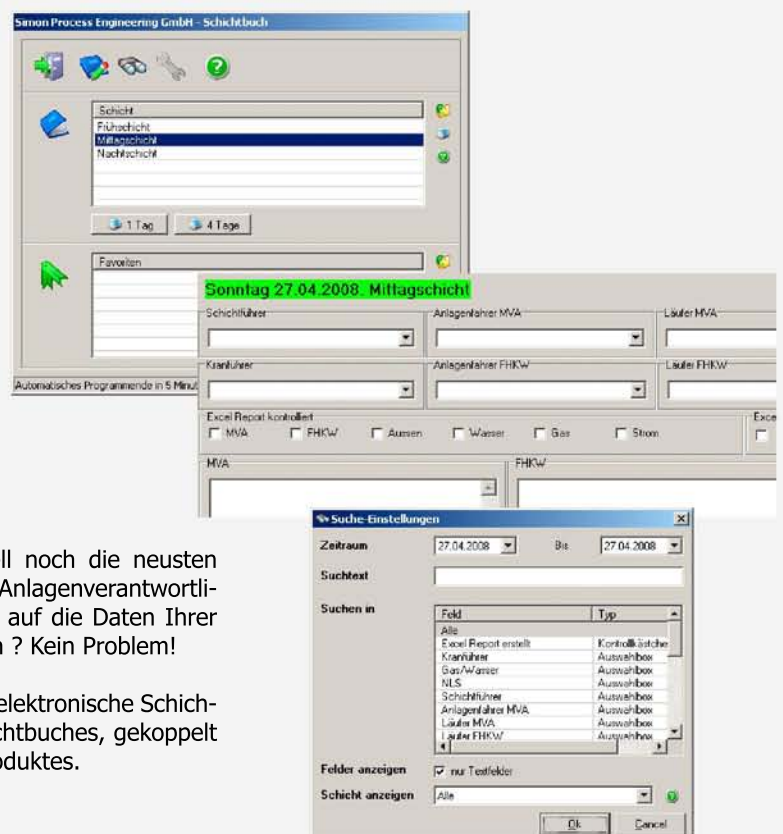 Simon Process Engineering GmbH - Schichtbuch
Schicht
Frühschicht
Mittagschicht
Nachtschicht
1 Tag 4 Tage
Favoriten
Automatisches Programmende in 5 Minut
Sonntag 27.04.2008. Mittagschicht
Schichtführer Anlagenfahrer MVA Läufer MVA
Kranführer Anlagenfahrer FHKW Läufer FHKW
Excel Report kontrolliert Exce
MVA FHKW Aussen Wasser Gas Strom
MVA FHKW
ll noch die neusten
Anlagenverantwortli-
auf die Daten Ihrer
n ? Kein Problem!
elektronische Schich-
chtbuches, gekoppelt
oduktes.
Suche-Einstellungen
Zeitraum 27.04.2008 Bis 27.04.2008
Suchtext
Suchen in Feld Typ
Alle
Excel Report erstellt Kontrollkästche
Kranführer Auswahlbox
Gas/Wasser Auswahlbox
NLS Auswahlbox
Schichtführer Auswahlbox
Anlagenfahrer MVA Auswahlbox
Läufer MVA Auswahlbox
Läufer FHKW Auswahlbox
Felder anzeigen nur Textfelder
Schicht anzeigen Alle
Ok Cancel